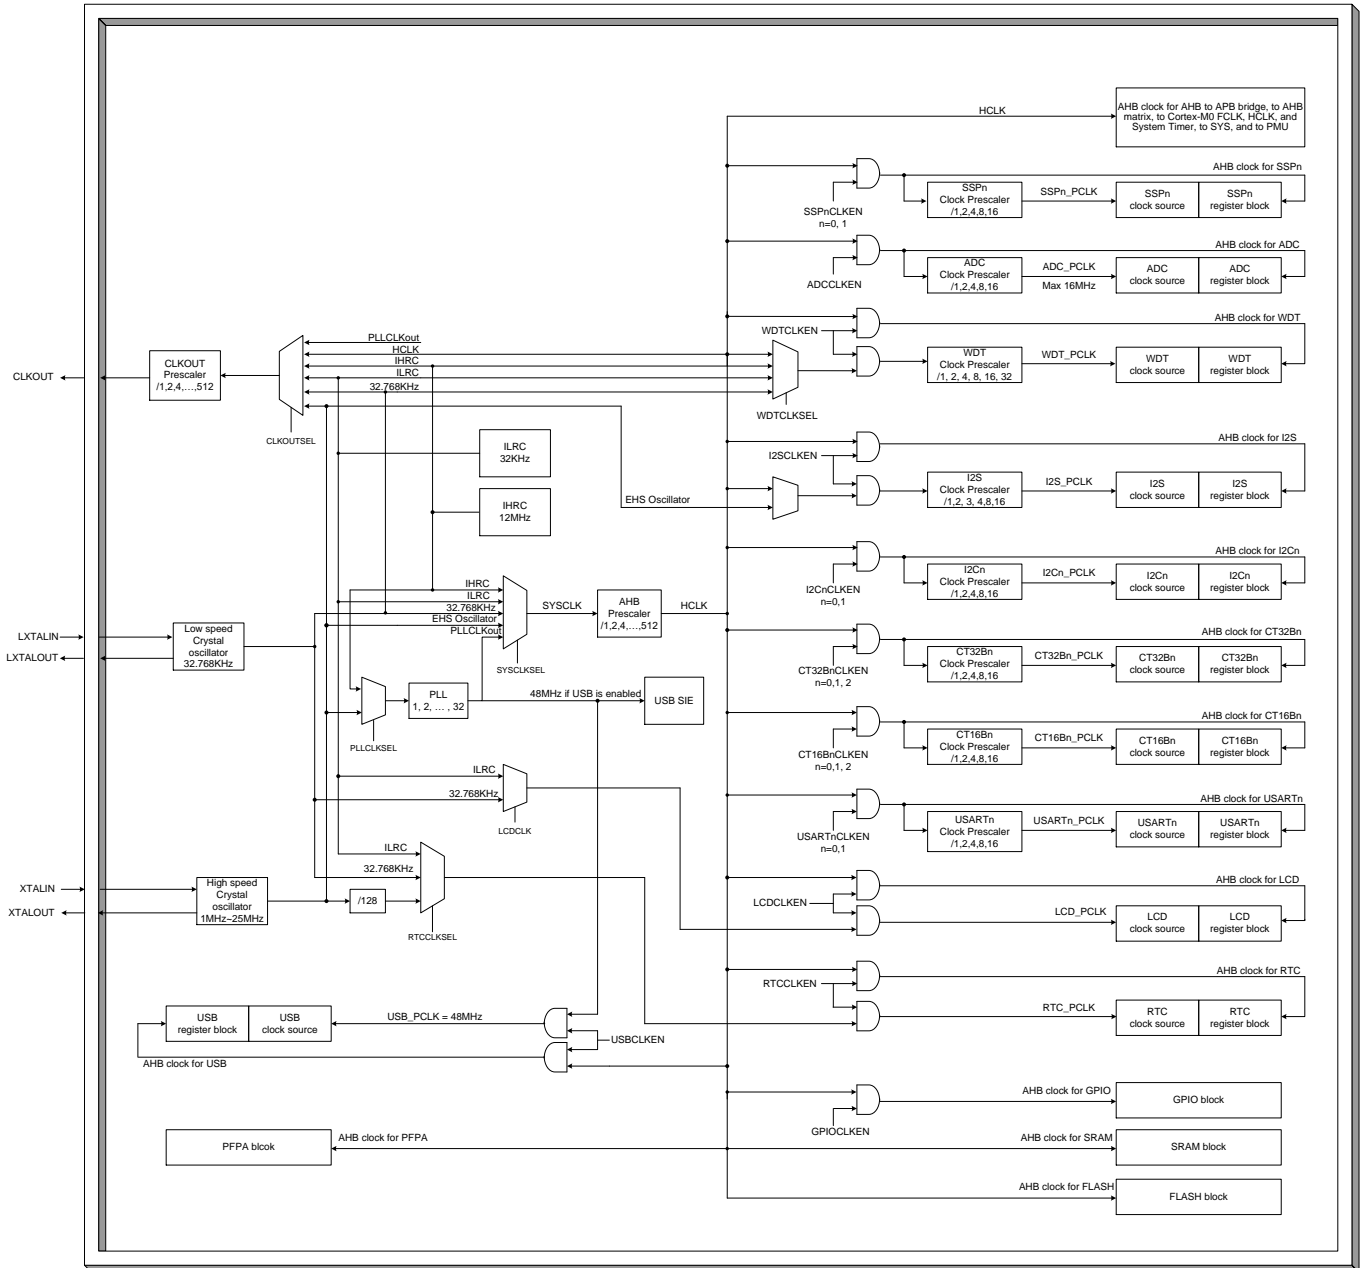 HCLK
AHB clock for AHB to APB bridge, to AHB
matrix, to Cortex-M0 FCLK, HCLK, and
System Timer, to SYS, and to PMU
AHB clock for SSPn
SSPnCLKEN
n=0, 1
SSPn
Clock Prescaler
/1,2,4,8,16
SSPn_PCLK
SSPn
clock source
SSPn
register block
AHB clock for ADC
ADCCLKEN
ADC
Clock Prescaler
/1,2,4,8,16
ADC_PCLK
Max 16MHz
ADC
clock source
ADC
register block
AHB clock for WDT
WDTCLKEN
WDT
Clock Prescaler
/1, 2, 4, 8, 16, 32
WDT_PCLK
WDT
clock source
WDT
register block
WDTCLKSEL
CLKOUT
CLKOUT
Prescaler
/1,2,4,…,512
PLLCLKout
HCLK
IHRC
ILRC
32.768KHz
CLKOUTSEL
ILRC
32KHz
IHRC
12MHz
EHS Oscillator
AHB clock for I2S
I2SCLKEN
I2S
Clock Prescaler
/1,2, 3, 4,8,16
I2S_PCLK
I2S
clock source
I2S
register block
AHB clock for I2Cn
I2CnCLKEN
n=0,1
I2Cn
Clock Prescaler
/1,2,4,8,16
I2Cn_PCLK
I2Cn
clock source
I2Cn
register block
IHRC
ILRC
32.768KHz
EHS Oscillator
PLLCLKout
SYSCLKSEL
SYSCLK
AHB
Prescaler
/1,2,4,…,512
HCLK
LXTALIN
LXTALOUT
Low speed
Crystal
oscillator
32.768KHz
AHB clock for CT32Bn
CT32BnCLKEN
n=0,1, 2
CT32Bn
Clock Prescaler
/1,2,4,8,16
CT32Bn_PCLK
CT32Bn
clock source
CT32Bn
register block
PLLCLKSEL
PLL
1, 2, … , 32
48MHz if USB is enabled
USB SIE
AHB clock for CT16Bn
CT16BnCLKEN
n=0,1, 2
CT16Bn
Clock Prescaler
/1,2,4,8,16
CT16Bn_PCLK
CT16Bn
clock source
CT16Bn
register block
ILRC
32.768KHz
LCDCLK
AHB clock for USARTn
USARTnCLKEN
n=0,1
USARTn
Clock Prescaler
/1,2,4,8,16
USARTn_PCLK
USARTn
clock source
USARTn
register block
ILRC
32.768KHz
/128
RTCCLKSEL
XTALIN
XTALOUT
High speed
Crystal
oscillator
1MHz~25MHz
AHB clock for LCD
LCDCLKEN
LCD_PCLK
LCD
clock source
LCD
register block
AHB clock for RTC
RTCCLKEN
RTC_PCLK
RTC
clock source
RTC
register block
USB
register block
USB
clock source
USB_PCLK = 48MHz
USBCLKEN
AHB clock for USB
AHB clock for GPIO
GPIOCLKEN
GPIO block
PFPA blcok
AHB clock for PFPA
AHB clock for SRAM
SRAM block
AHB clock for FLASH
FLASH block